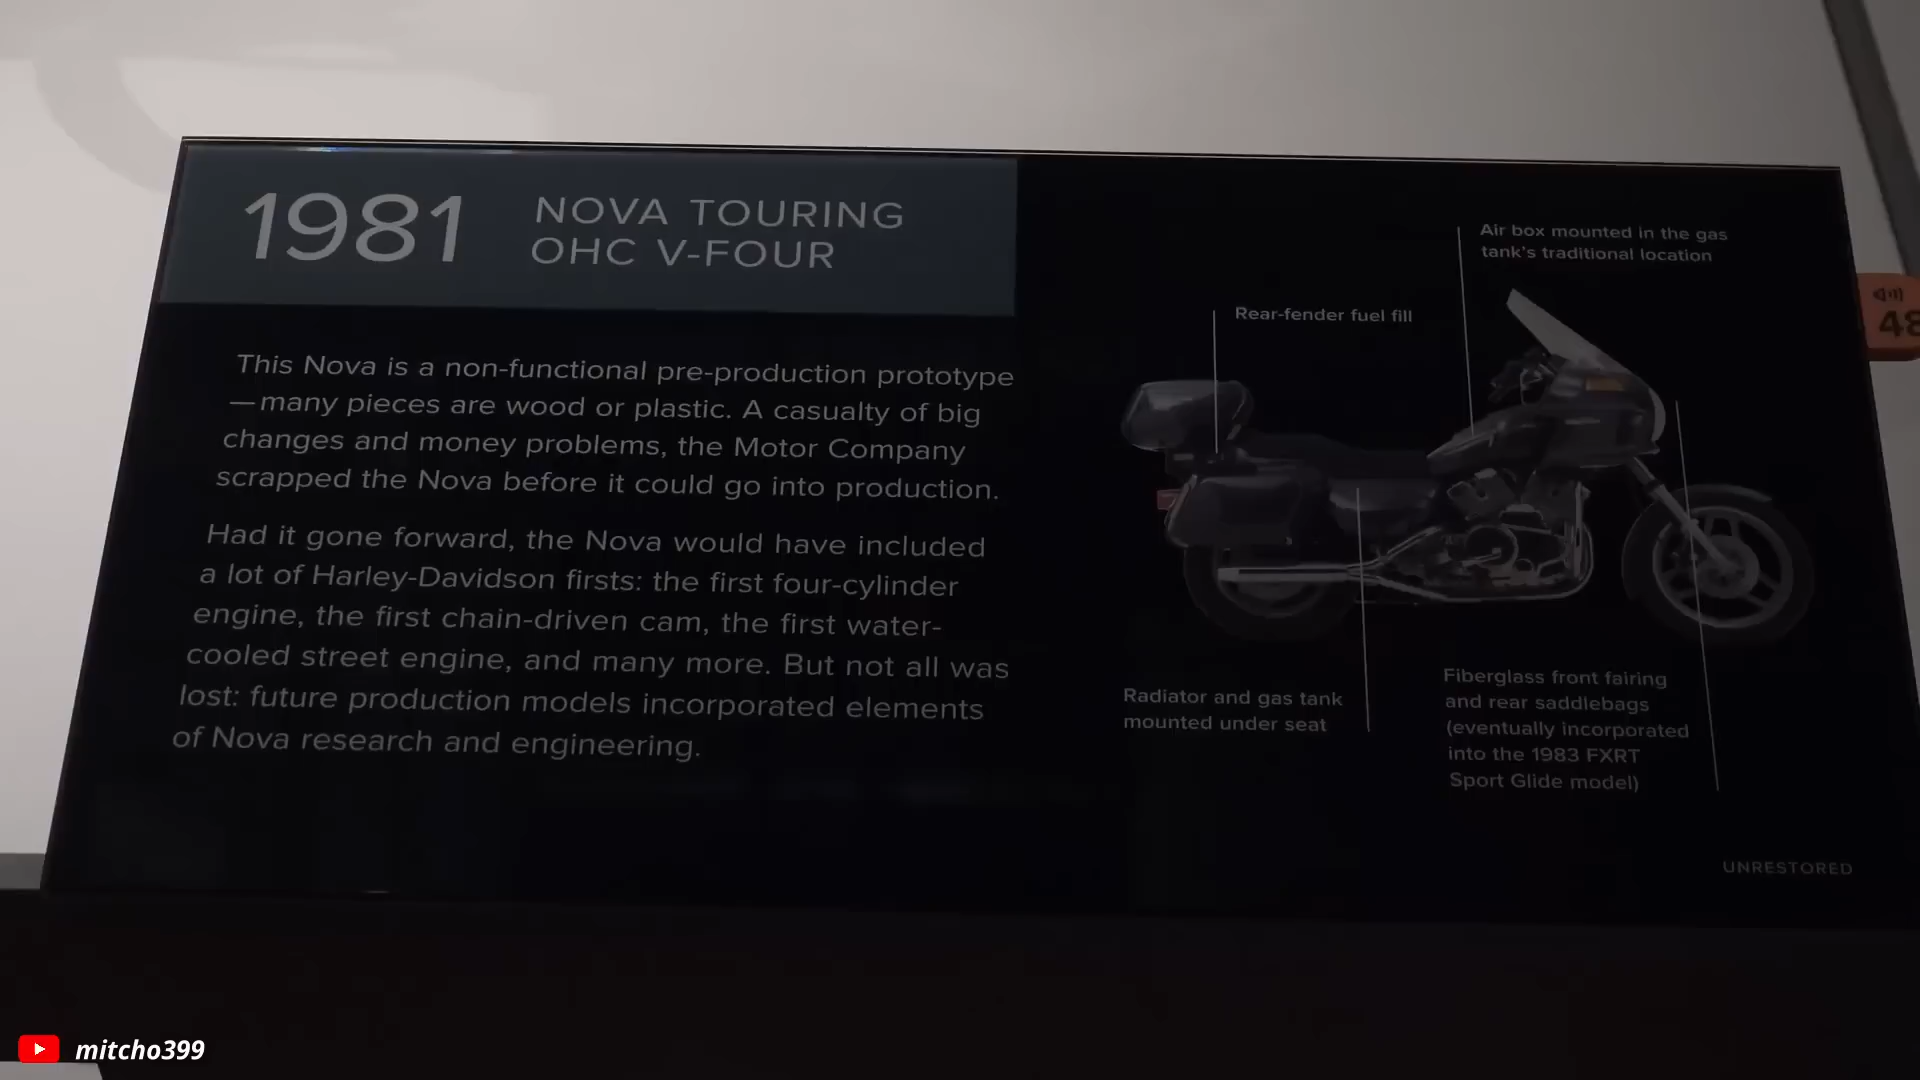 1981
NOVA TOURING
OHC V-FOUR
This Nova is a non-functional pre-production prototype
—many pieces are wood or plastic. A casualty of big
changes and money problems, the Motor Company
scrapped the Nova before it could go into production.
Had it gone forward, the Nova would have included
a lot of Harley-Davidson firsts: the first four-cylinder
engine, the first chain-driven cam, the first water-
cooled street engine, and many more. But not all was
lost: future production models incorporated elements
of Nova research and engineering.
Air box mounted in the gas
tank's traditional location
Rear-fender fuel fill
Radiator and gas tank
mounted under seat
Fiberglass front fairing
and rear saddlebags
(eventually incorporated
into the 1983 FXRT
Sport Glide model)
UNRESTORED
48
mitcho399